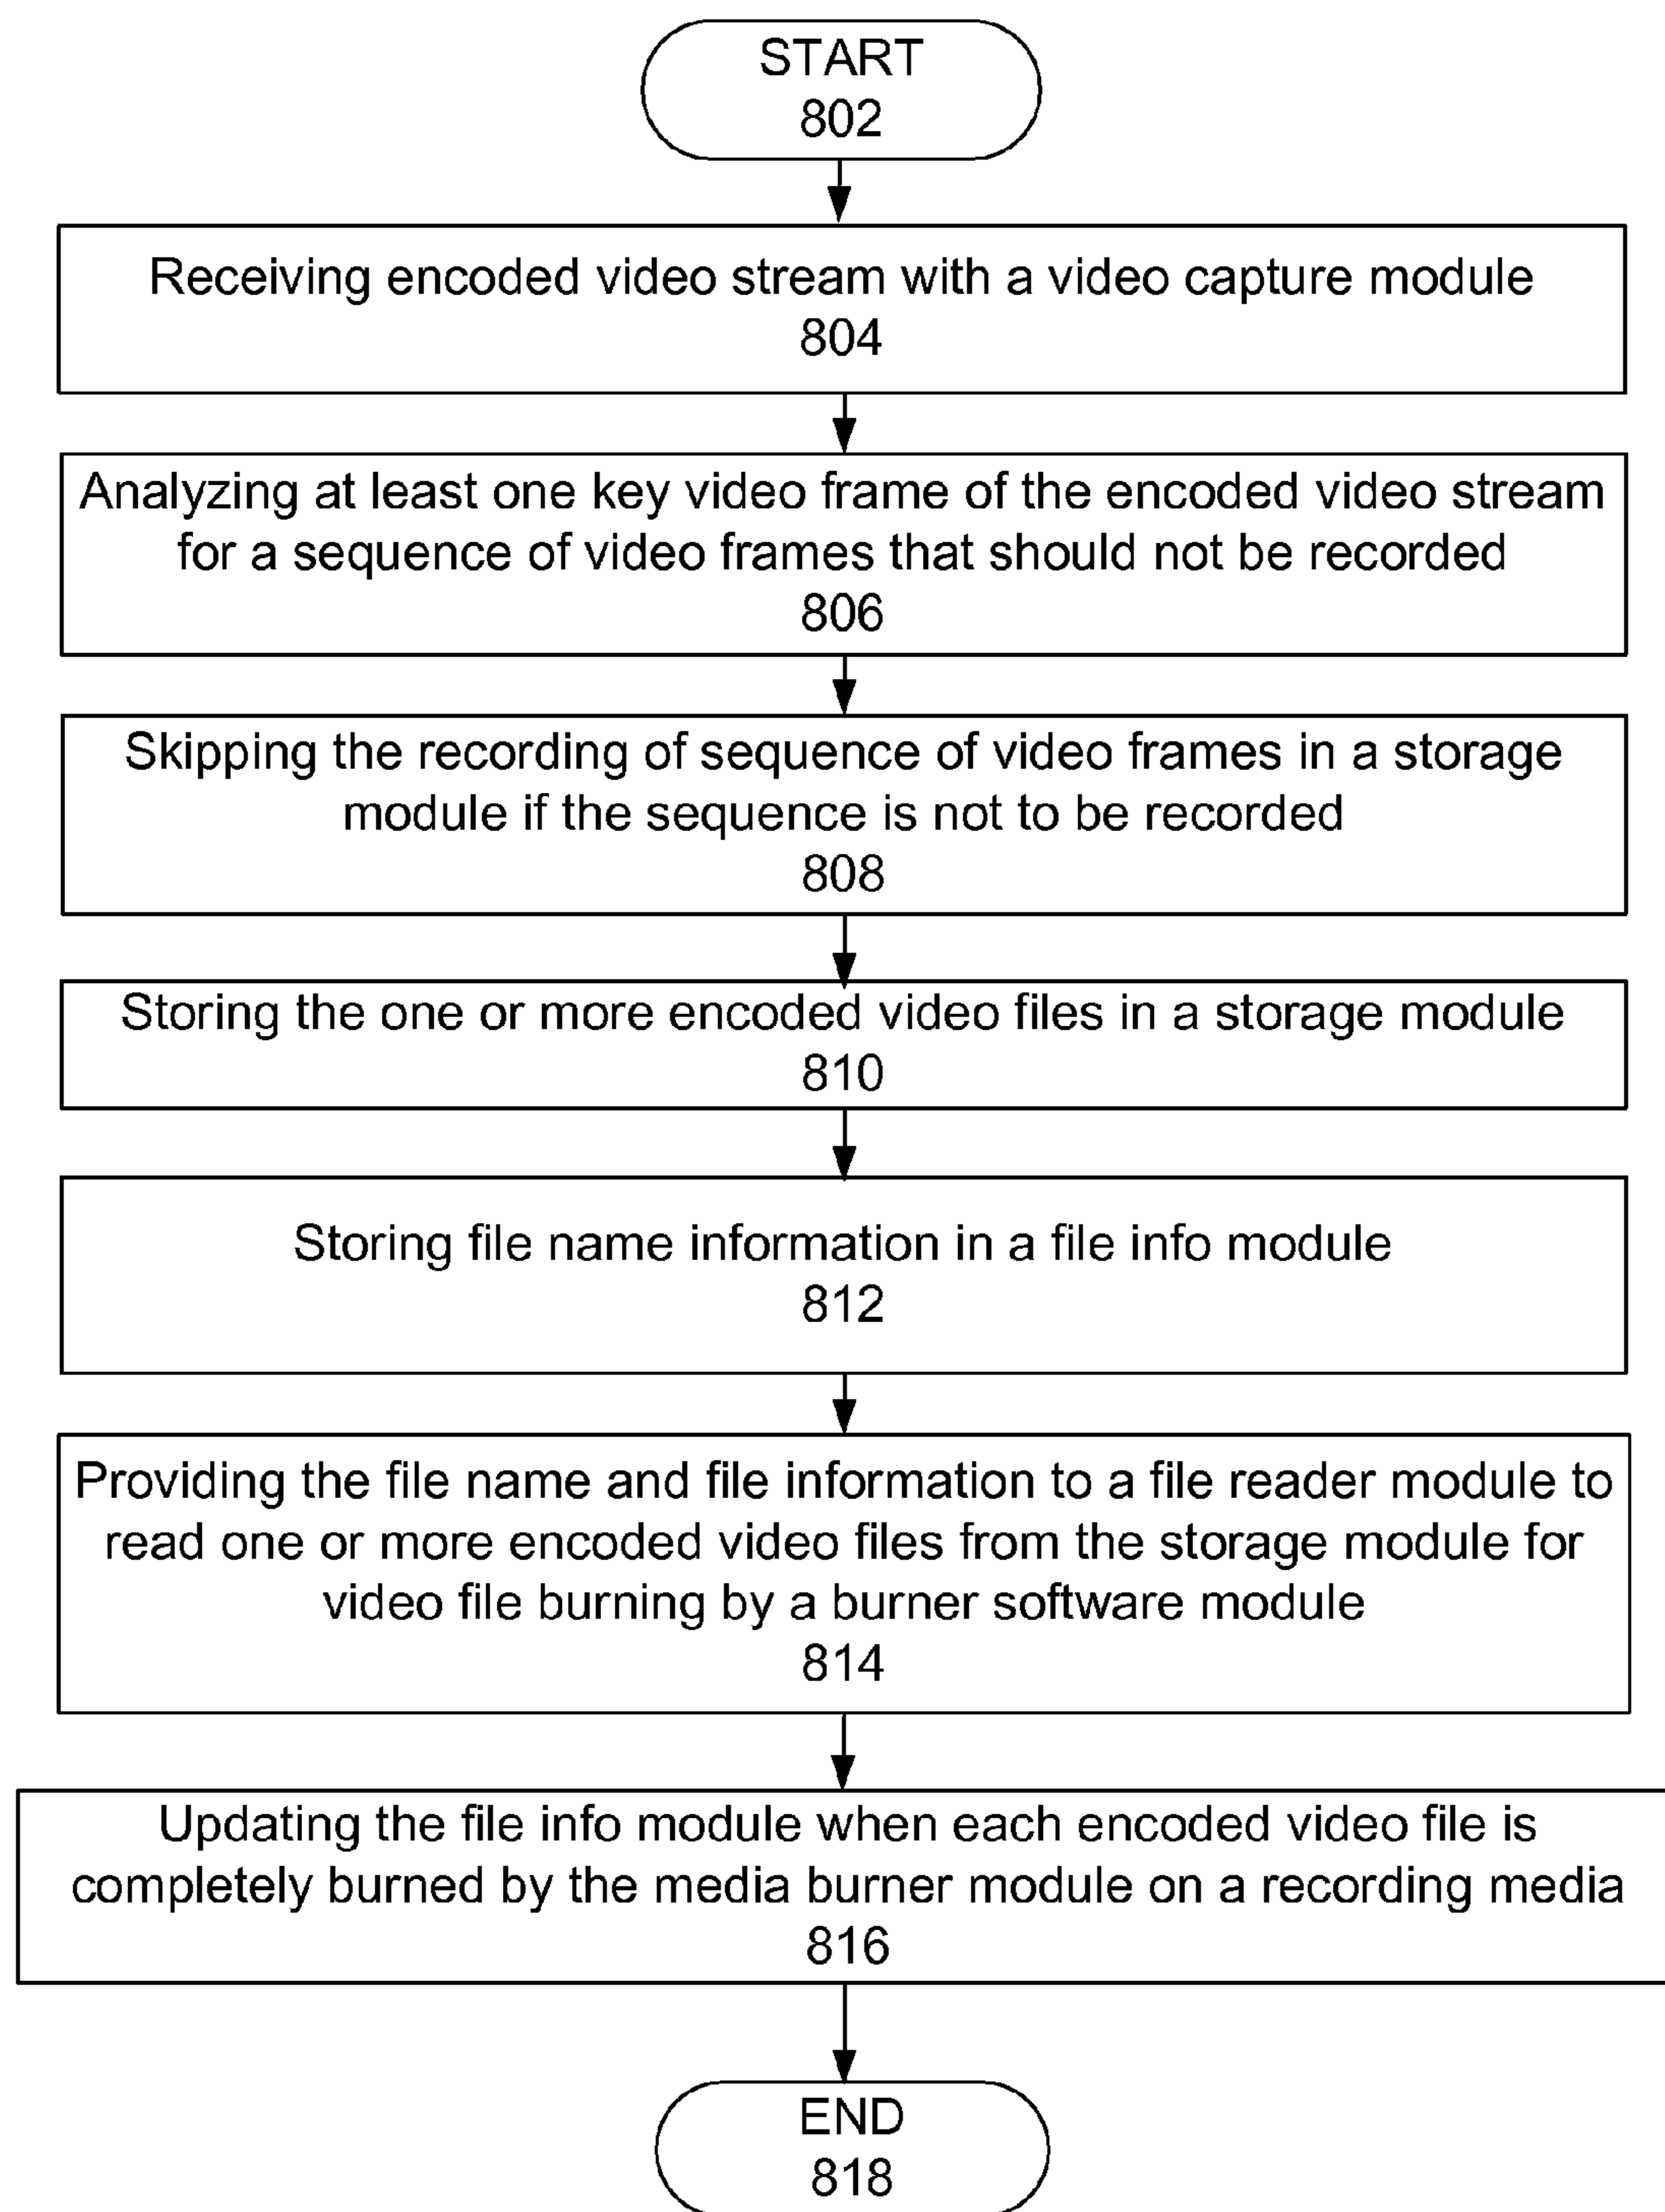 START
802
Receiving encoded video stream with a video capture module
804
Analyzing at least one key video frame of the encoded video stream
for a sequence of video frames that should not be recorded
806
Skipping the recording of sequence of video frames in a storage
module if the sequence is not to be recorded
808
Storing the one or more encoded video files in a storage module
810
Storing file name information in a file info module
812
Providing the file name and file information to a file reader module to
read one or more encoded video files from the storage module for
video file burning by a burner software module
814
Updating the file info module when each encoded video file is
completely burned by the media burner module on a recording media
816
END
818